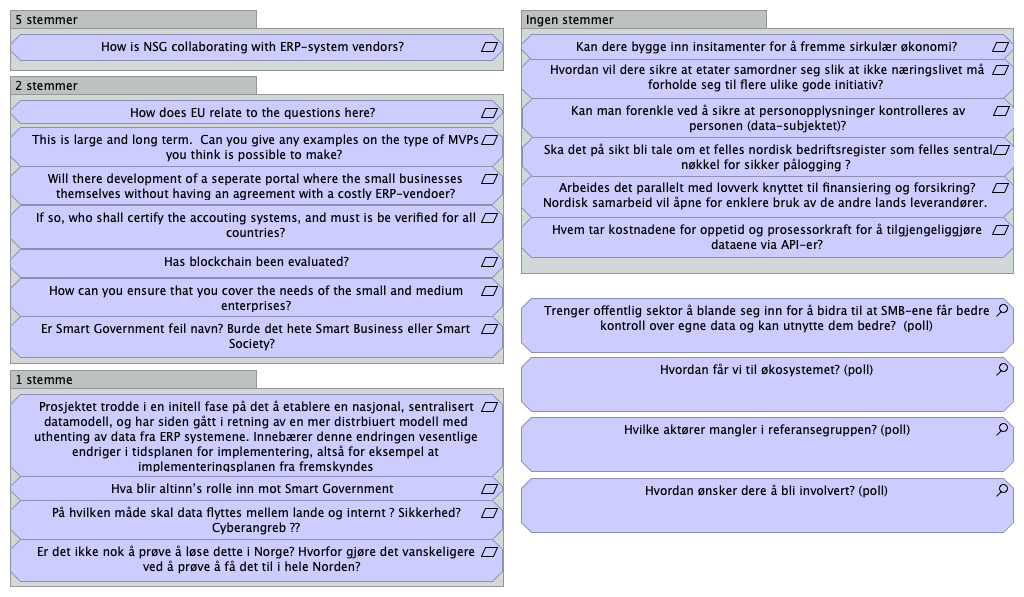 5 stemmer
How is NSG collaborating with ERP-system vendors?
2 stemmer
How does EU relate to the questions here?
This is large and long term.  Can you give any examples on the type of MVPs
you think is possible to make?
Will there development of a seperate portal where the small businesses
themselves without having an agreement with a costly ERP-vendoer?
If so, who shall certify the accouting systems, and must is be verified for all
countries?
Has blockchain been evaluated?
How can you ensure that you cover the needs of the small and medium
enterprises?
Er Smart Government feil navn? Burde det hete Smart Business eller Smart
Society?
1 stemme
Prosjektet trodde i en initell fase på det å etablere en nasjonal, sentralisert
datamodell, og har siden gått i retning av en mer distrbiuert modell med
uthenting av data fra ERP systemene. Innebærer denne endringen vesentlige
endriger i tidsplanen for implementering, altså for eksempel at
implementeringsplanen fra fremskyndes
Hva blir altinn's rolle inn mot Smart Government
På hvilken måde skal data flyttes mellem lande og internt ? Sikkerhed?
Cyberangreb ??
Er det ikke nok å prøve å løse dette i Norge? Hvorfor gjøre det vanskeligere
ved å prøve å få det til i hele Norden?
Ingen stemmer
Kan dere bygge inn insitamenter for å fremme sirkulær økonomi?
Hvordan vil dere sikre at etater samordner seg slik at ikke næringslivet må
forholde seg til flere ulike gode initiativ?
Kan man forenkle ved å sikre at personopplysninger kontrolleres av
personen (data-subjektet)?
Ska det på sikt bli tale om et felles nordisk bedriftsregister som felles sentral
nøkkel for sikker pålogging ?
Arbeides det parallelt med lovverk knyttet til finansiering og forsikring?
Nordisk samarbeid vil åpne for enklere bruk av de andre lands leverandører.
Hvem tar kostnadene for oppetid og prosessorkraft for å tilgjengeliggjøre
dataene via API-er?
Trenger offentlig sektor å blande seg inn for å bidra til at SMB-ene får bedre
kontroll over egne data og kan utnytte dem bedre?  (poll)
Hvordan får vi til økosystemet? (poll)
Hvilke aktører mangler i referansegruppen? (poll)
Hvordan ønsker dere å bli involvert? (poll)